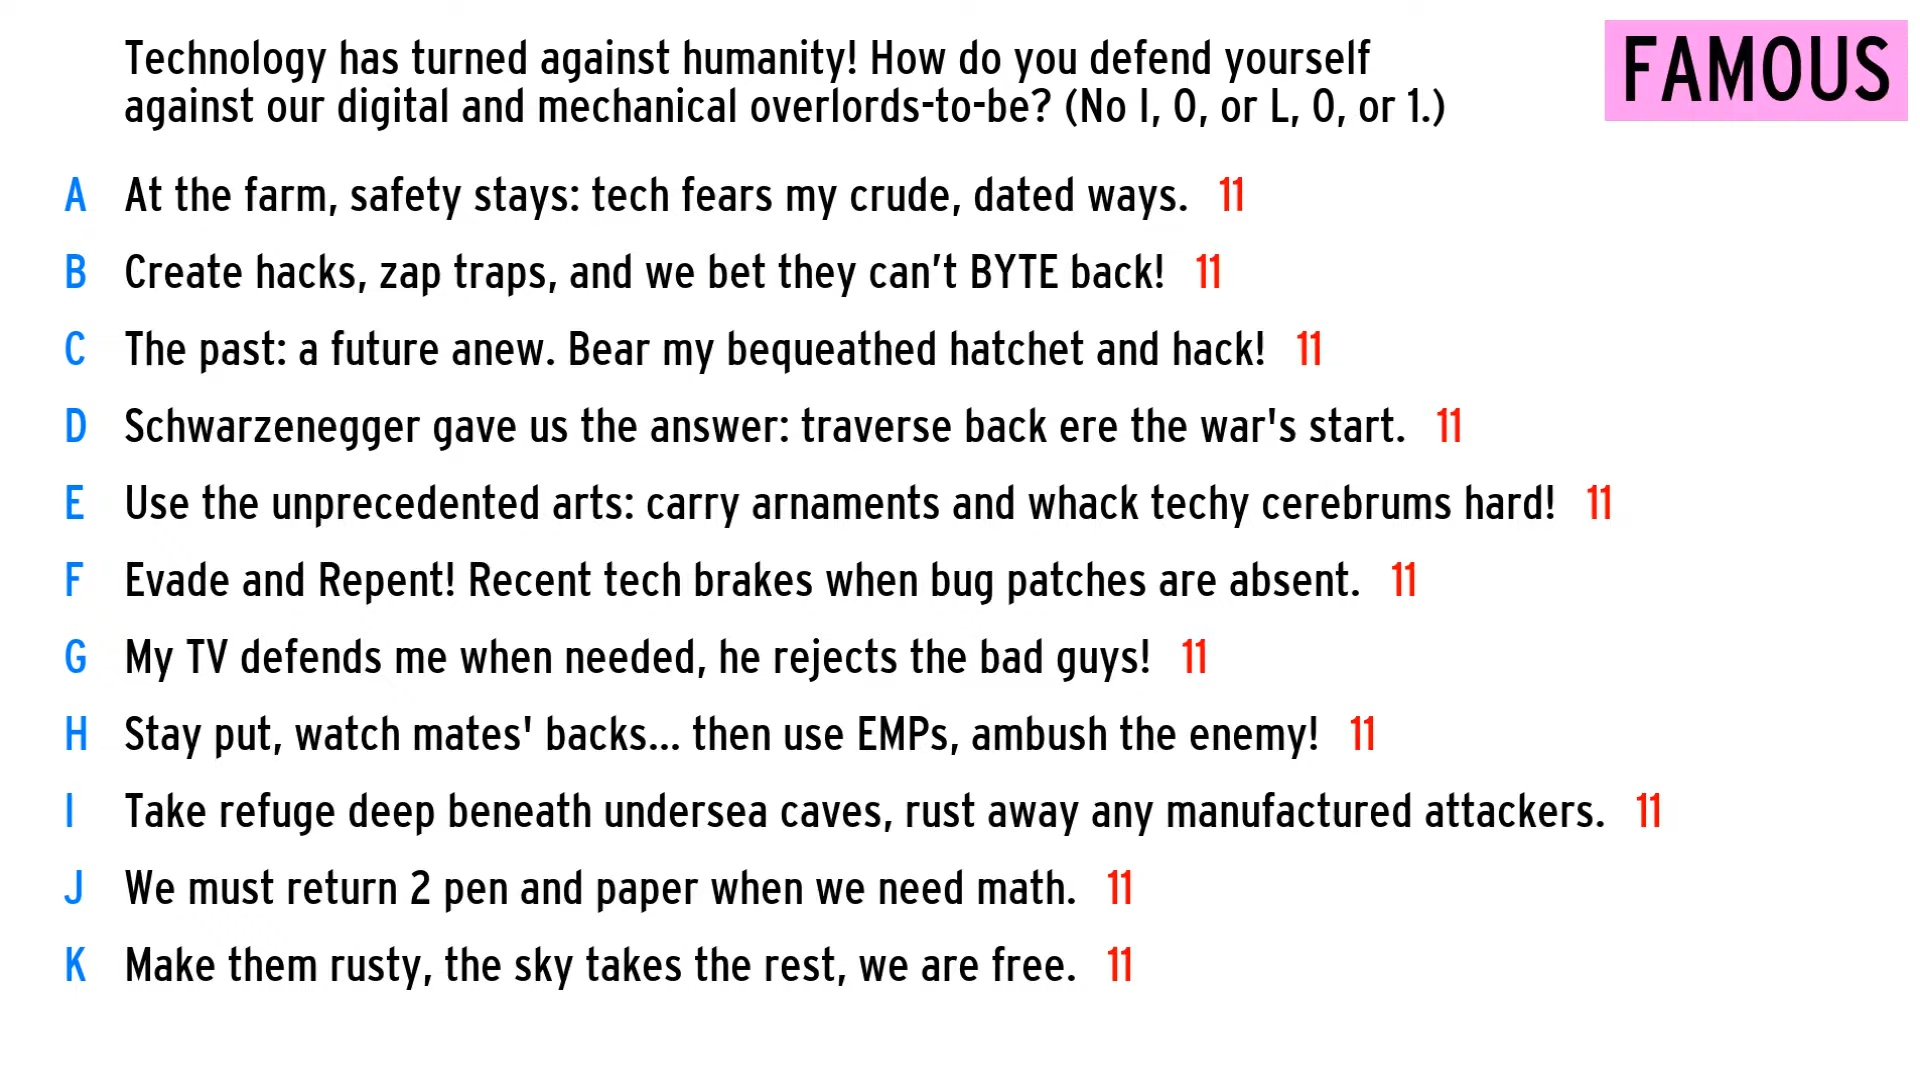 Technology has turned against humanity! How do you defend yourself
against our digital and mechanical overlords-to-be? (No I, O, or L, 0, or 1.)
FAMOUS
A At the farm, safety stays: tech fears my crude, dated ways. 11
B Create hacks, zap traps, and we bet they can’t BYTE back! 11
C The past: a future anew. Bear my bequeathed hatchet and hack! 11
D Schwarzenegger gave us the answer: traverse back ere the war's start. 11
E Use the unprecedented arts: carry arnaments and whack techy cerebrums hard! 11
F Evade and Repent! Recent tech brakes when bug patches are absent. 11
G My TV defends me when needed, he rejects the bad guys! 11
H Stay put, watch mates' backs... then use EMPs, ambush the enemy! 11
I Take refuge deep beneath undersea caves, rust away any manufactured attackers. 11
J We must return 2 pen and paper when we need math. 11
K Make them rusty, the sky takes the rest, we are free. 11